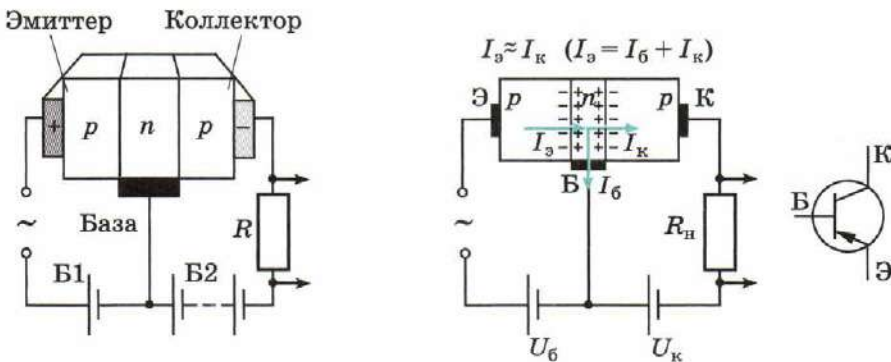 Эмиттер Коллектор
+ p n p −
База R
~
Б1 Б2
Iэ ≈ Iк (Iэ = Iб + Iк)
Э p n p К
Iэ Iк
Б Iб
~ Rн
Uб Uк
К
Б
Э